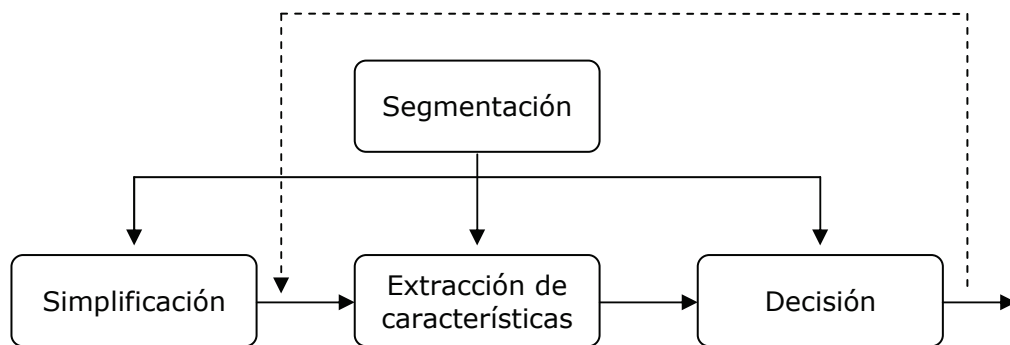 Segmentación
Simplificación
Extracción de
características
Decisión